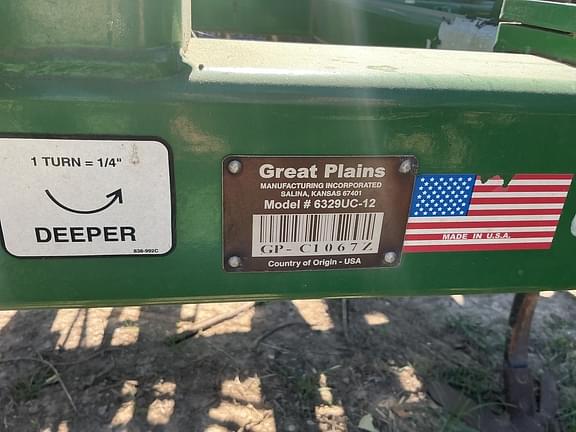 1 TURN = 1/4"
DEEPER
838-992C
Great Plains
MANUFACTURING INCORPORATED
SALINA, KANSAS 67401
Model # 6329UC-12
GP-C1067Z
Country of Origin - USA
MADE IN U.S.A.